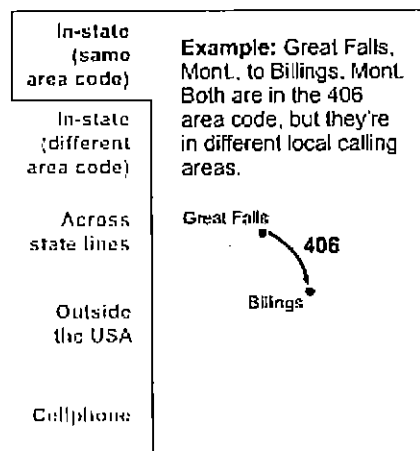 In-state
(same
area code)
In-state
(different
area code)
Across
state lines
Outside
the USA
Cellphone
Example: Great Falls,
Mont., to Billings, Mont.
Both are in the 406
area code, but they're
in different local calling
areas.
Great Falls
406
Billings